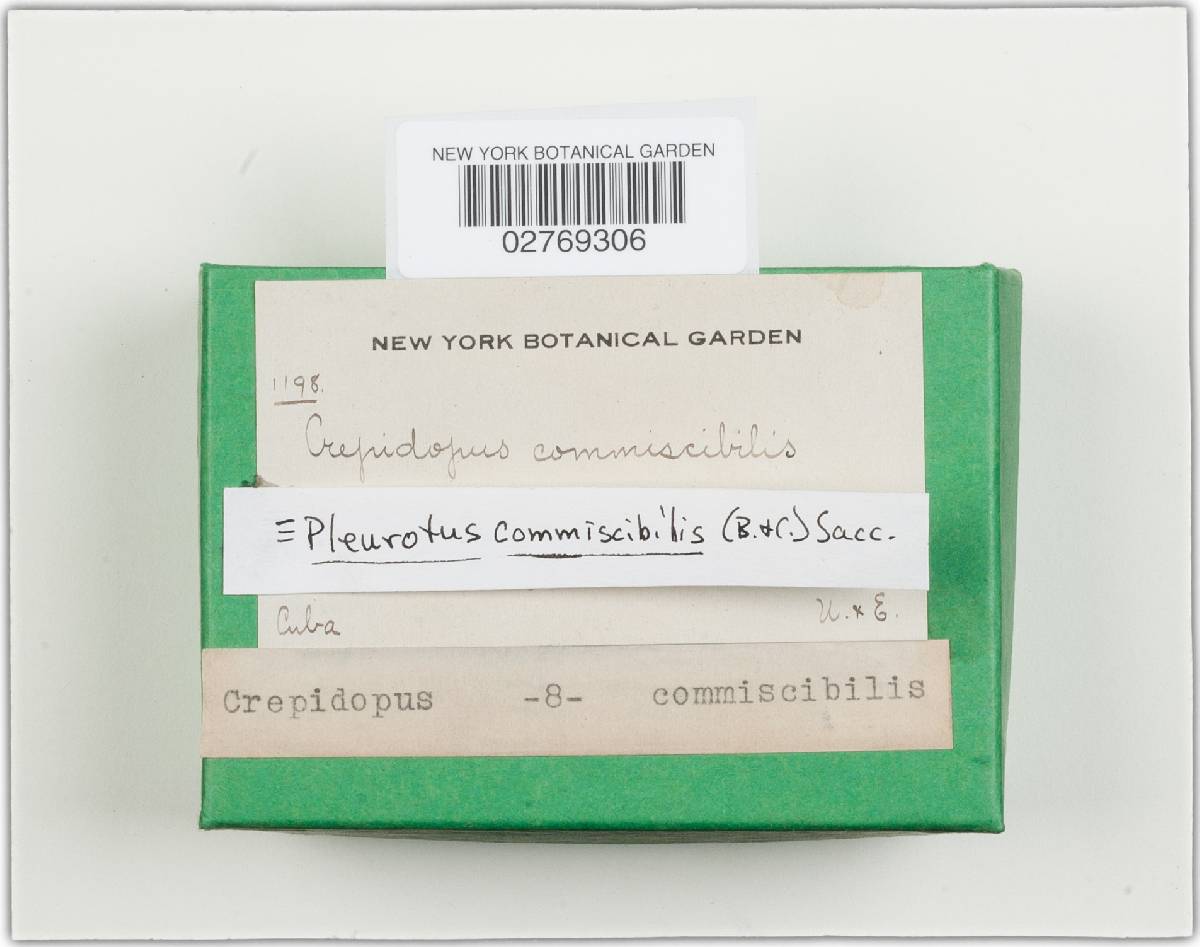 NEW YORK BOTANICAL GARDEN
02769306
NEW YORK BOTANICAL GARDEN
1198.
Crepidopus commiscibilis
≡ Pleurotus commiscibilis (B.&C.) Sacc.
Cuba U. & E.
Crepidopus -8- commiscibilis